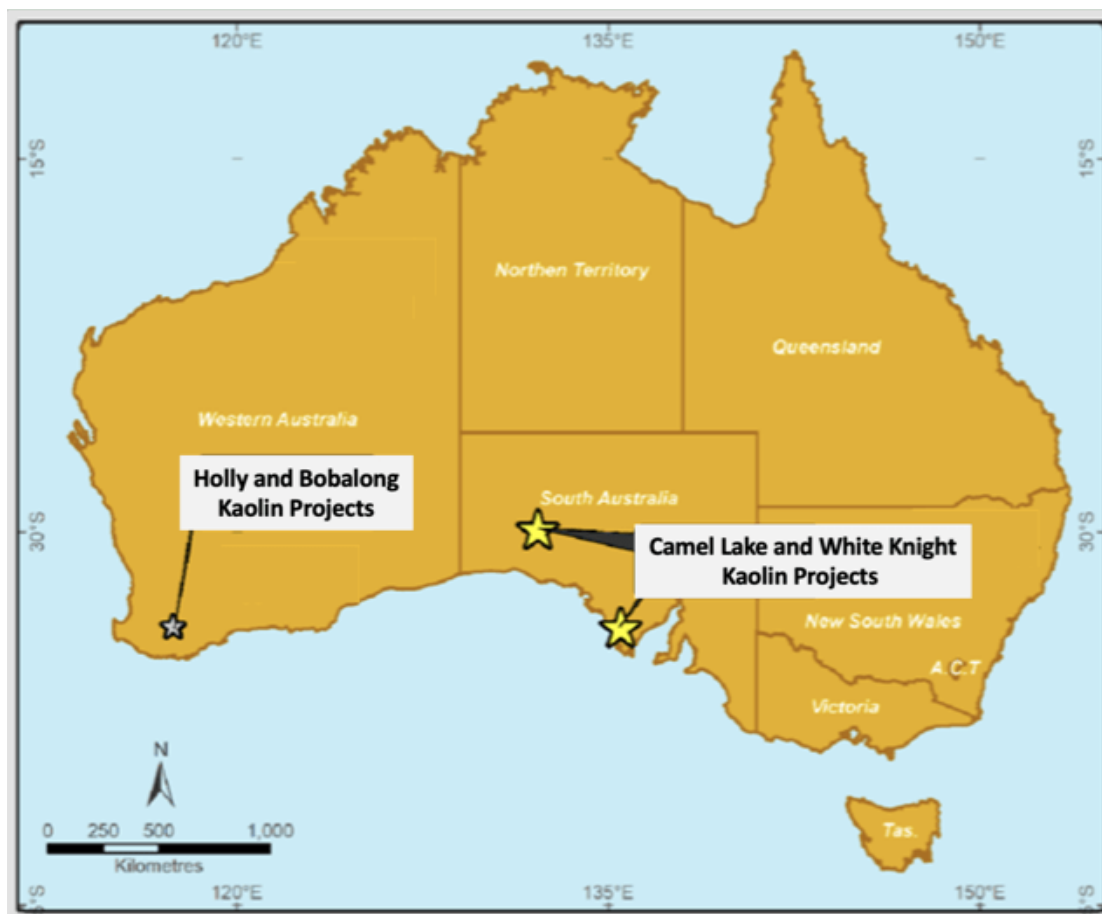 120°E 135°E 150°E
15°S 15°S
Northen Territory
Queensland
Western Australia
Holly and Bobalong
Kaolin Projects
South Australia
30°S 30°S
Camel Lake and White Knight
Kaolin Projects
New South Wales
A.C.T
Victoria
N
Tas.
0 250 500 1,000
Kilometres
120°E 135°E 150°E